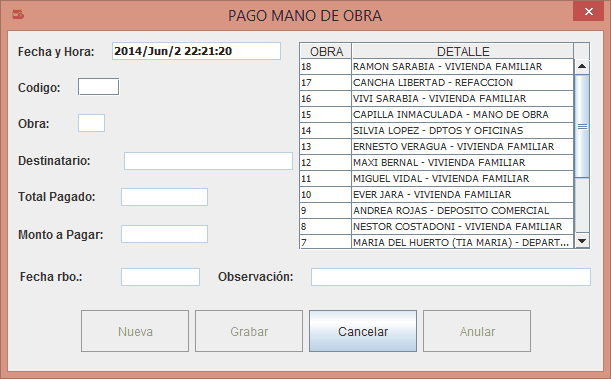 PAGO MANO DE OBRA
Fecha y Hora: 2014/Jun/2 22:21:20
Codigo:
Obra:
Destinatario:
Total Pagado:
Monto a Pagar:
OBRA DETALLE
18 RAMON SARABIA - VIVIENDA FAMILIAR
17 CANCHA LIBERTAD - REFACCION
16 VIVI SARABIA - VIVIENDA FAMILIAR
15 CAPILLA INMACULADA - MANO DE OBRA
14 SILVIA LOPEZ - DPTOS Y OFICINAS
13 ERNESTO VERAGUA - VIVIENDA FAMILIAR
12 MAXI BERNAL - VIVIENDA FAMILIAR
11 MIGUEL VIDAL - VIVIENDA FAMILIAR
10 EVER JARA - VIVIENDA FAMILIAR
9 ANDREA ROJAS - DEPOSITO COMERCIAL
8 NESTOR COSTADONI - VIVIENDA FAMILIAR
7 MARIA DEL HUERTO (TIA MARIA) - DEPART...
Fecha rbo.: Observación:
Nueva Grabar Cancelar Anular